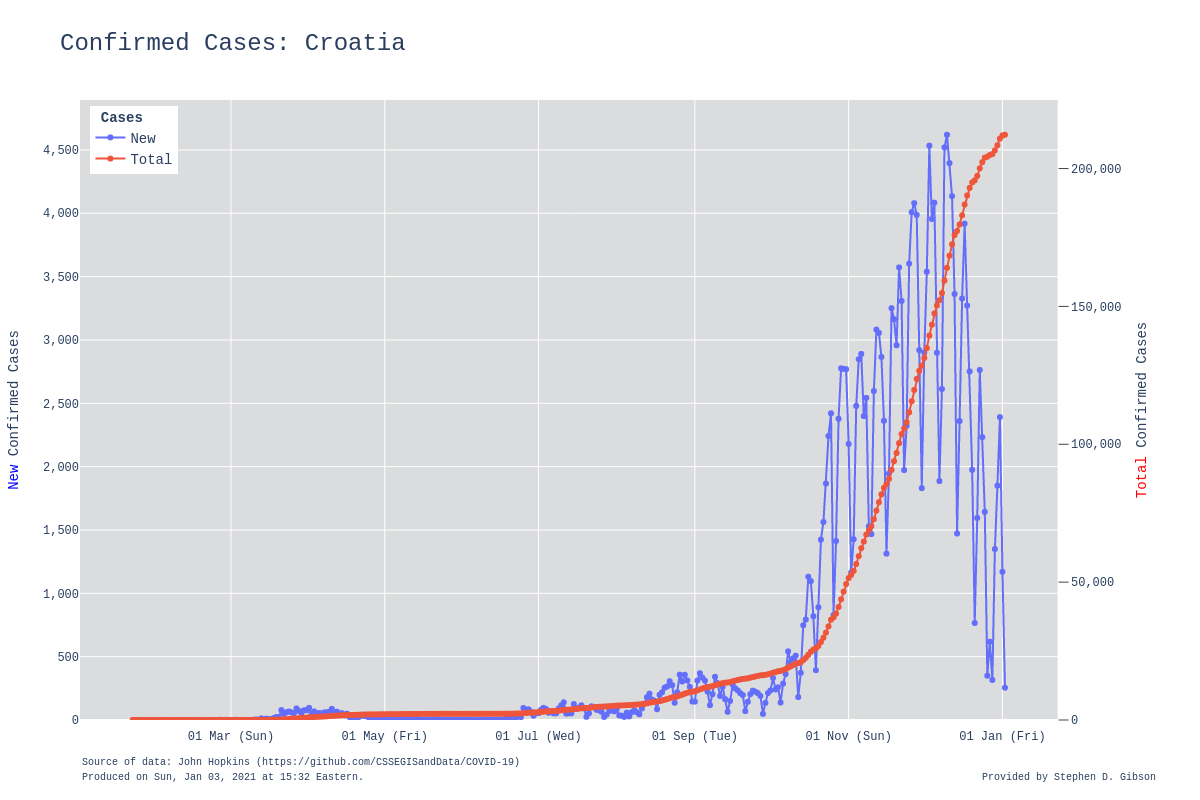 Confirmed Cases: Croatia
Cases
New
Total
4,500
4,000
3,500
3,000
2,500
2,000
1,500
1,000
500
0
New Confirmed Cases
200,000
150,000
100,000
50,000
0
Total Confirmed Cases
01 Mar (Sun)
01 May (Fri)
01 Jul (Wed)
01 Sep (Tue)
01 Nov (Sun)
01 Jan (Fri)
Source of data: John Hopkins (https://github.com/CSSEGISandData/COVID-19)
Produced on Sun, Jan 03, 2021 at 15:32 Eastern.
Provided by Stephen D. Gibson